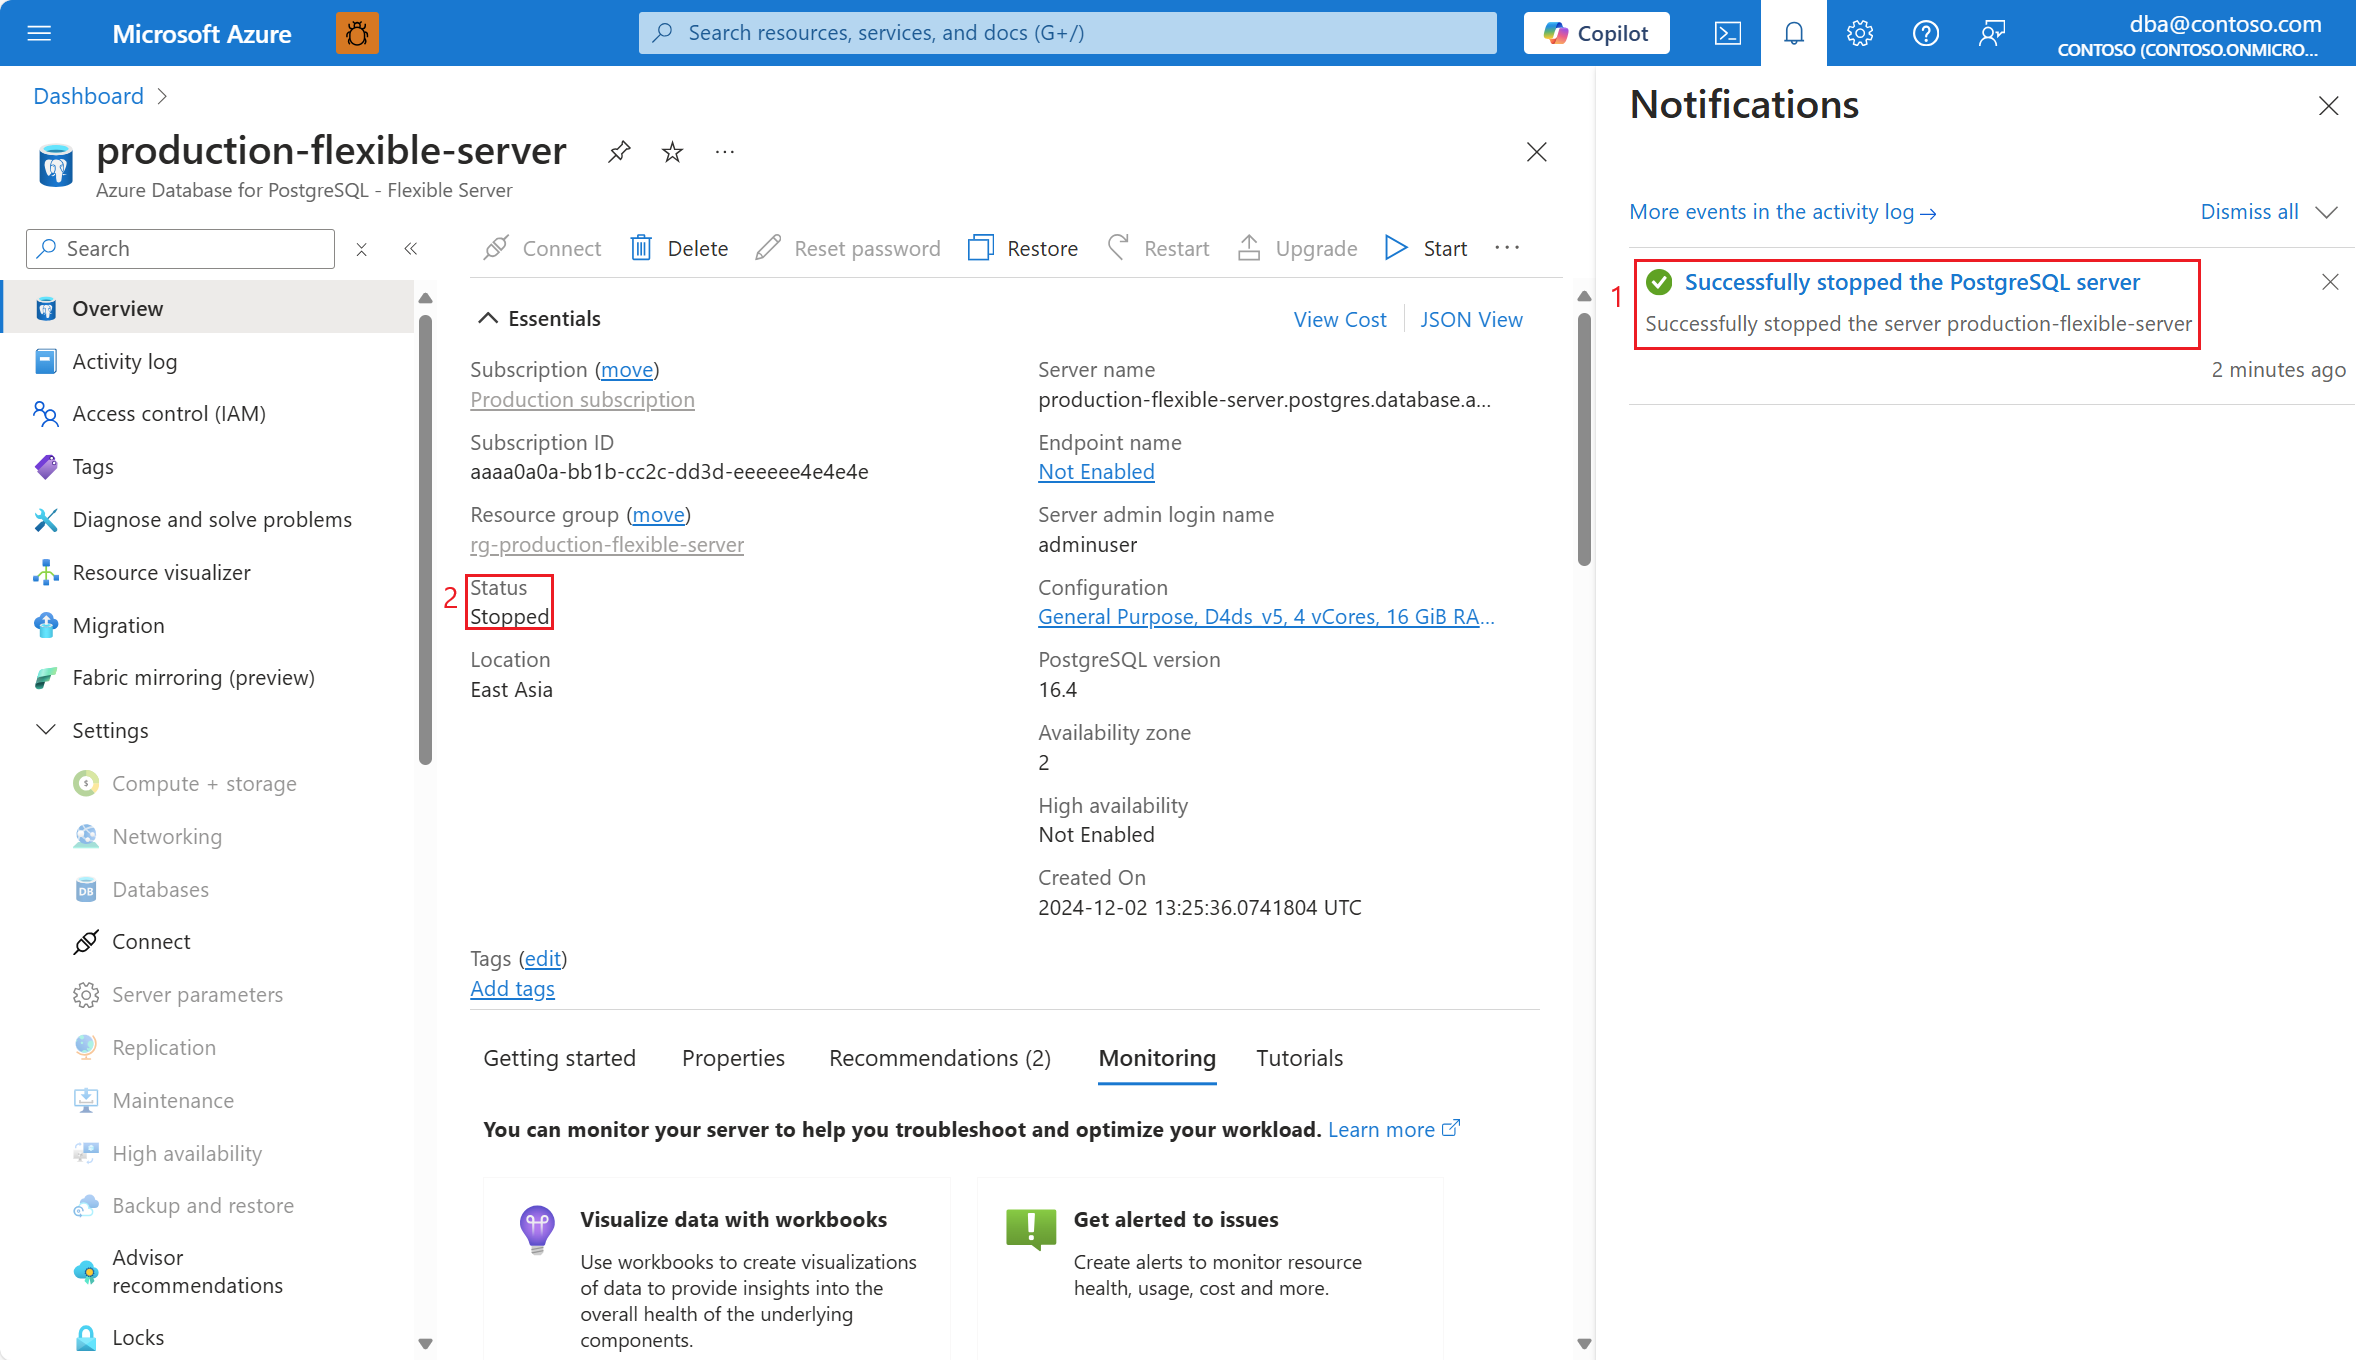 Microsoft Azure
Search resources, services, and docs (G+/)
Copilot
dba@contoso.com
CONTOSO (CONTOSO.ONMICRO...
Dashboard
production-flexible-server
Azure Database for PostgreSQL - Flexible Server
Search
Overview
Activity log
Access control (IAM)
Tags
Diagnose and solve problems
Resource visualizer
Migration
Fabric mirroring (preview)
Settings
Compute + storage
Networking
Databases
Connect
Server parameters
Replication
Maintenance
High availability
Backup and restore
Advisor
recommendations
Locks
Connect
Delete
Reset password
Restore
Restart
Upgrade
Start
Essentials
View Cost
JSON View
Subscription (move)
Production subscription
Subscription ID
aaaa0a0a-bb1b-cc2c-dd3d-eeeeee4e4e4e
Resource group (move)
rg-production-flexible-server
2
Status
Stopped
Location
East Asia
Server name
production-flexible-server.postgres.database.a...
Endpoint name
Not Enabled
Server admin login name
adminuser
Configuration
General Purpose, D4ds_v5, 4 vCores, 16 GiB RA...
PostgreSQL version
16.4
Availability zone
2
High availability
Not Enabled
Created On
2024-12-02 13:25:36.0741804 UTC
Tags (edit)
Add tags
Getting started
Properties
Recommendations (2)
Monitoring
Tutorials
You can monitor your server to help you troubleshoot and optimize your workload. Learn more
Visualize data with workbooks
Use workbooks to create visualizations
of data to provide insights into the
overall health of the underlying
components.
Get alerted to issues
Create alerts to monitor resource
health, usage, cost and more.
Notifications
More events in the activity log →
Dismiss all
1
Successfully stopped the PostgreSQL server
Successfully stopped the server production-flexible-server
2 minutes ago